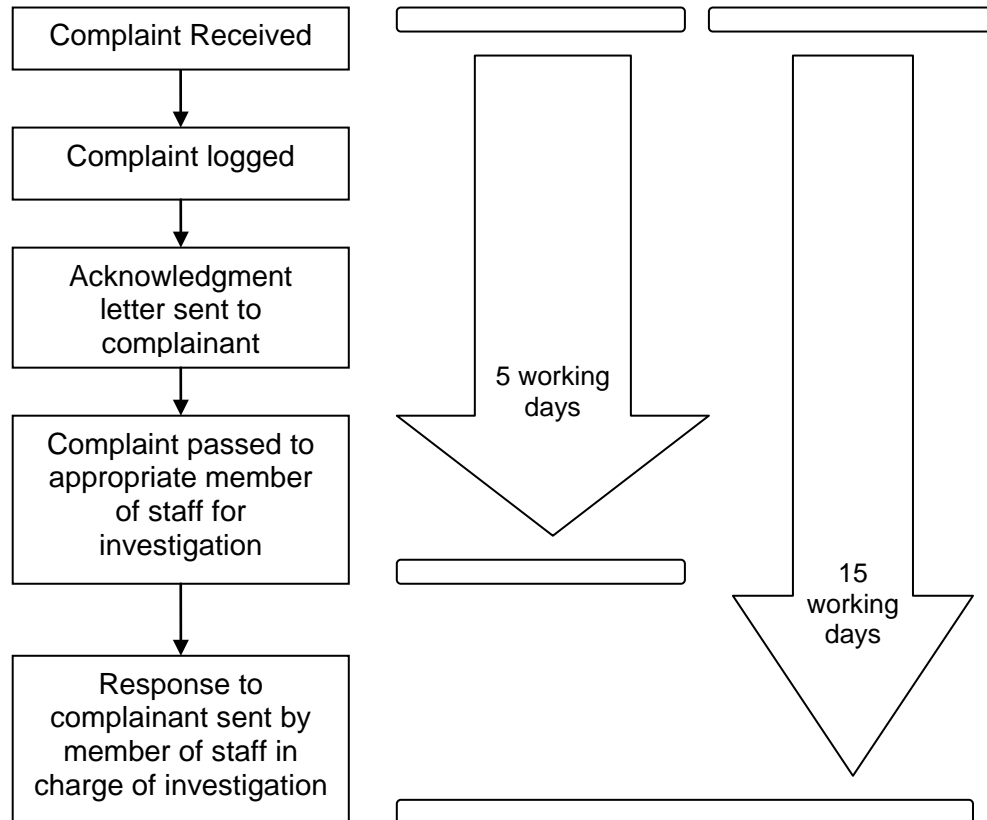 Complaint Received
Complaint logged
Acknowledgment
letter sent to
complainant
Complaint passed to
appropriate member
of staff for
investigation
Response to
complainant sent by
member of staff in
charge of investigation
5 working
days
15
working
days